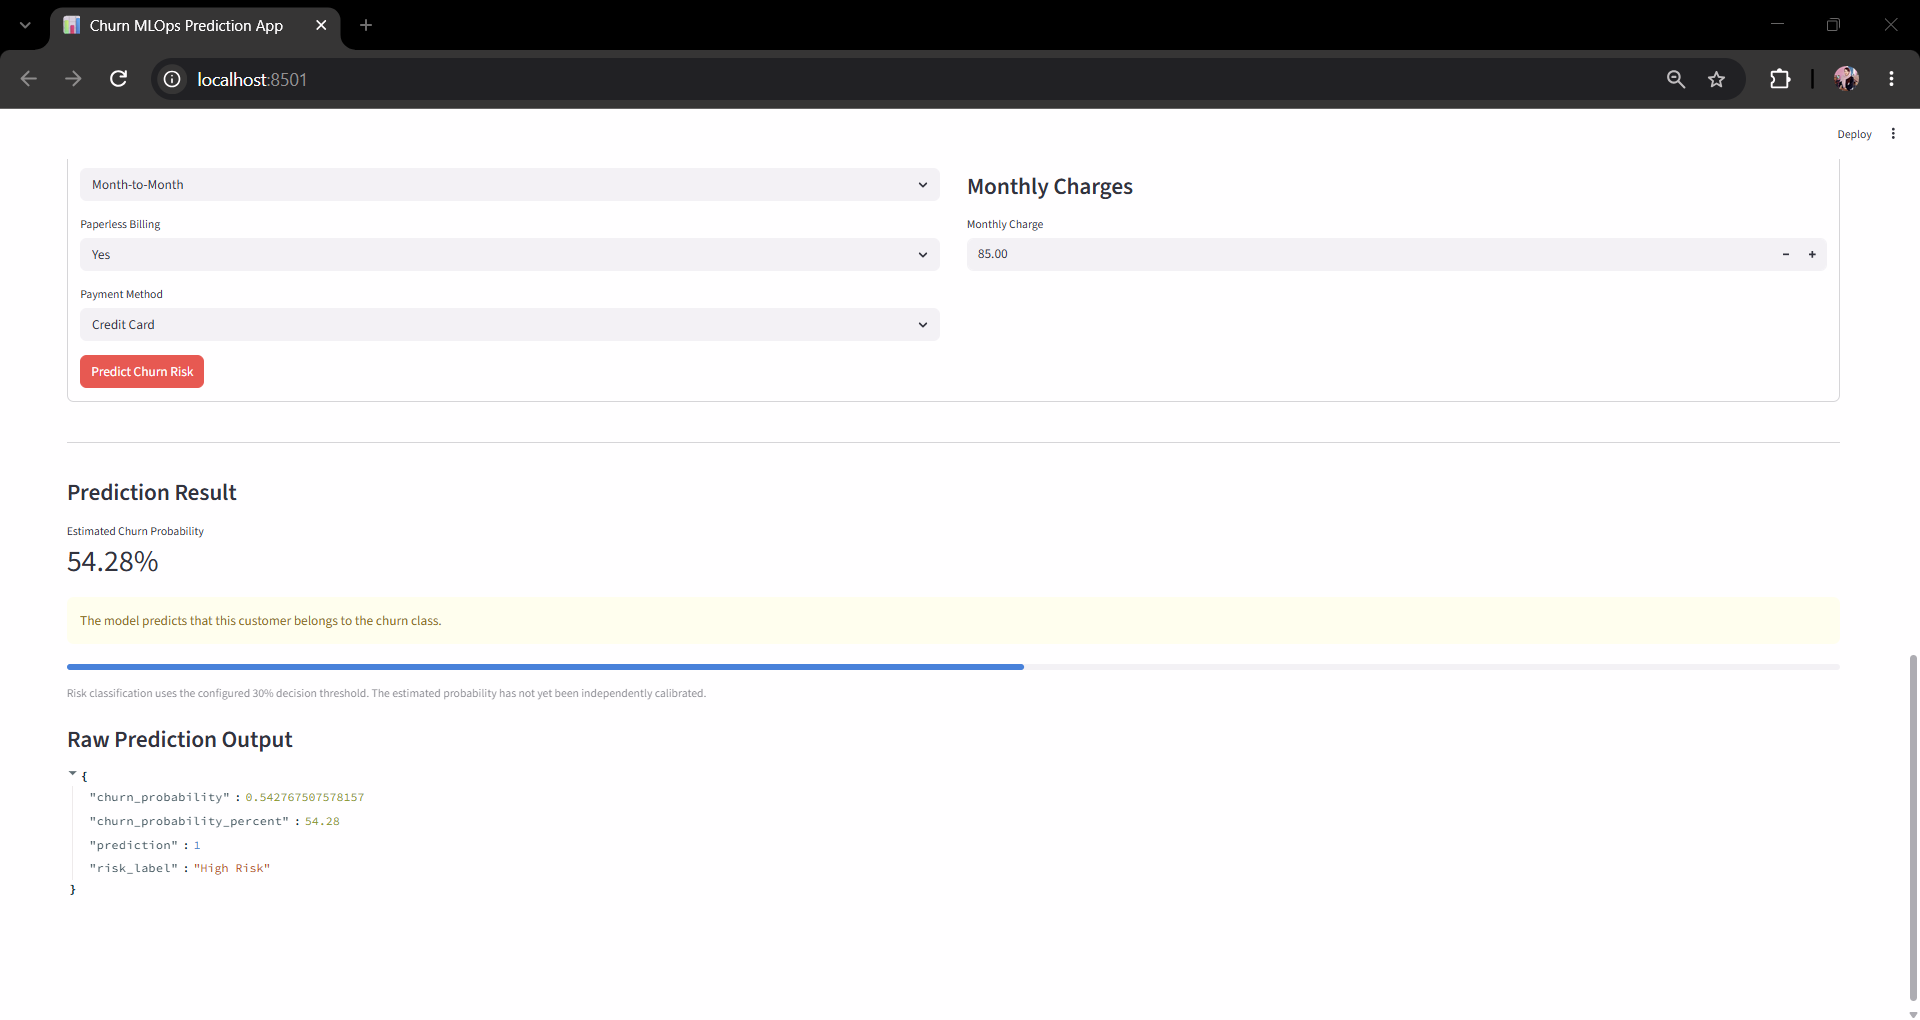 Churn MLOps Prediction App
localhost:8501
Deploy
Month-to-Month
Monthly Charges
Paperless Billing
Monthly Charge
Yes
85.00
Payment Method
Credit Card
Predict Churn Risk
Prediction Result
Estimated Churn Probability
54.28%
The model predicts that this customer belongs to the churn class.
Risk classification uses the configured 30% decision threshold. The estimated probability has not yet been independently calibrated.
Raw Prediction Output
{
"churn_probability" : 0.542767507578157
"churn_probability_percent" : 54.28
"prediction" : 1
"risk_label" : "High Risk"
}